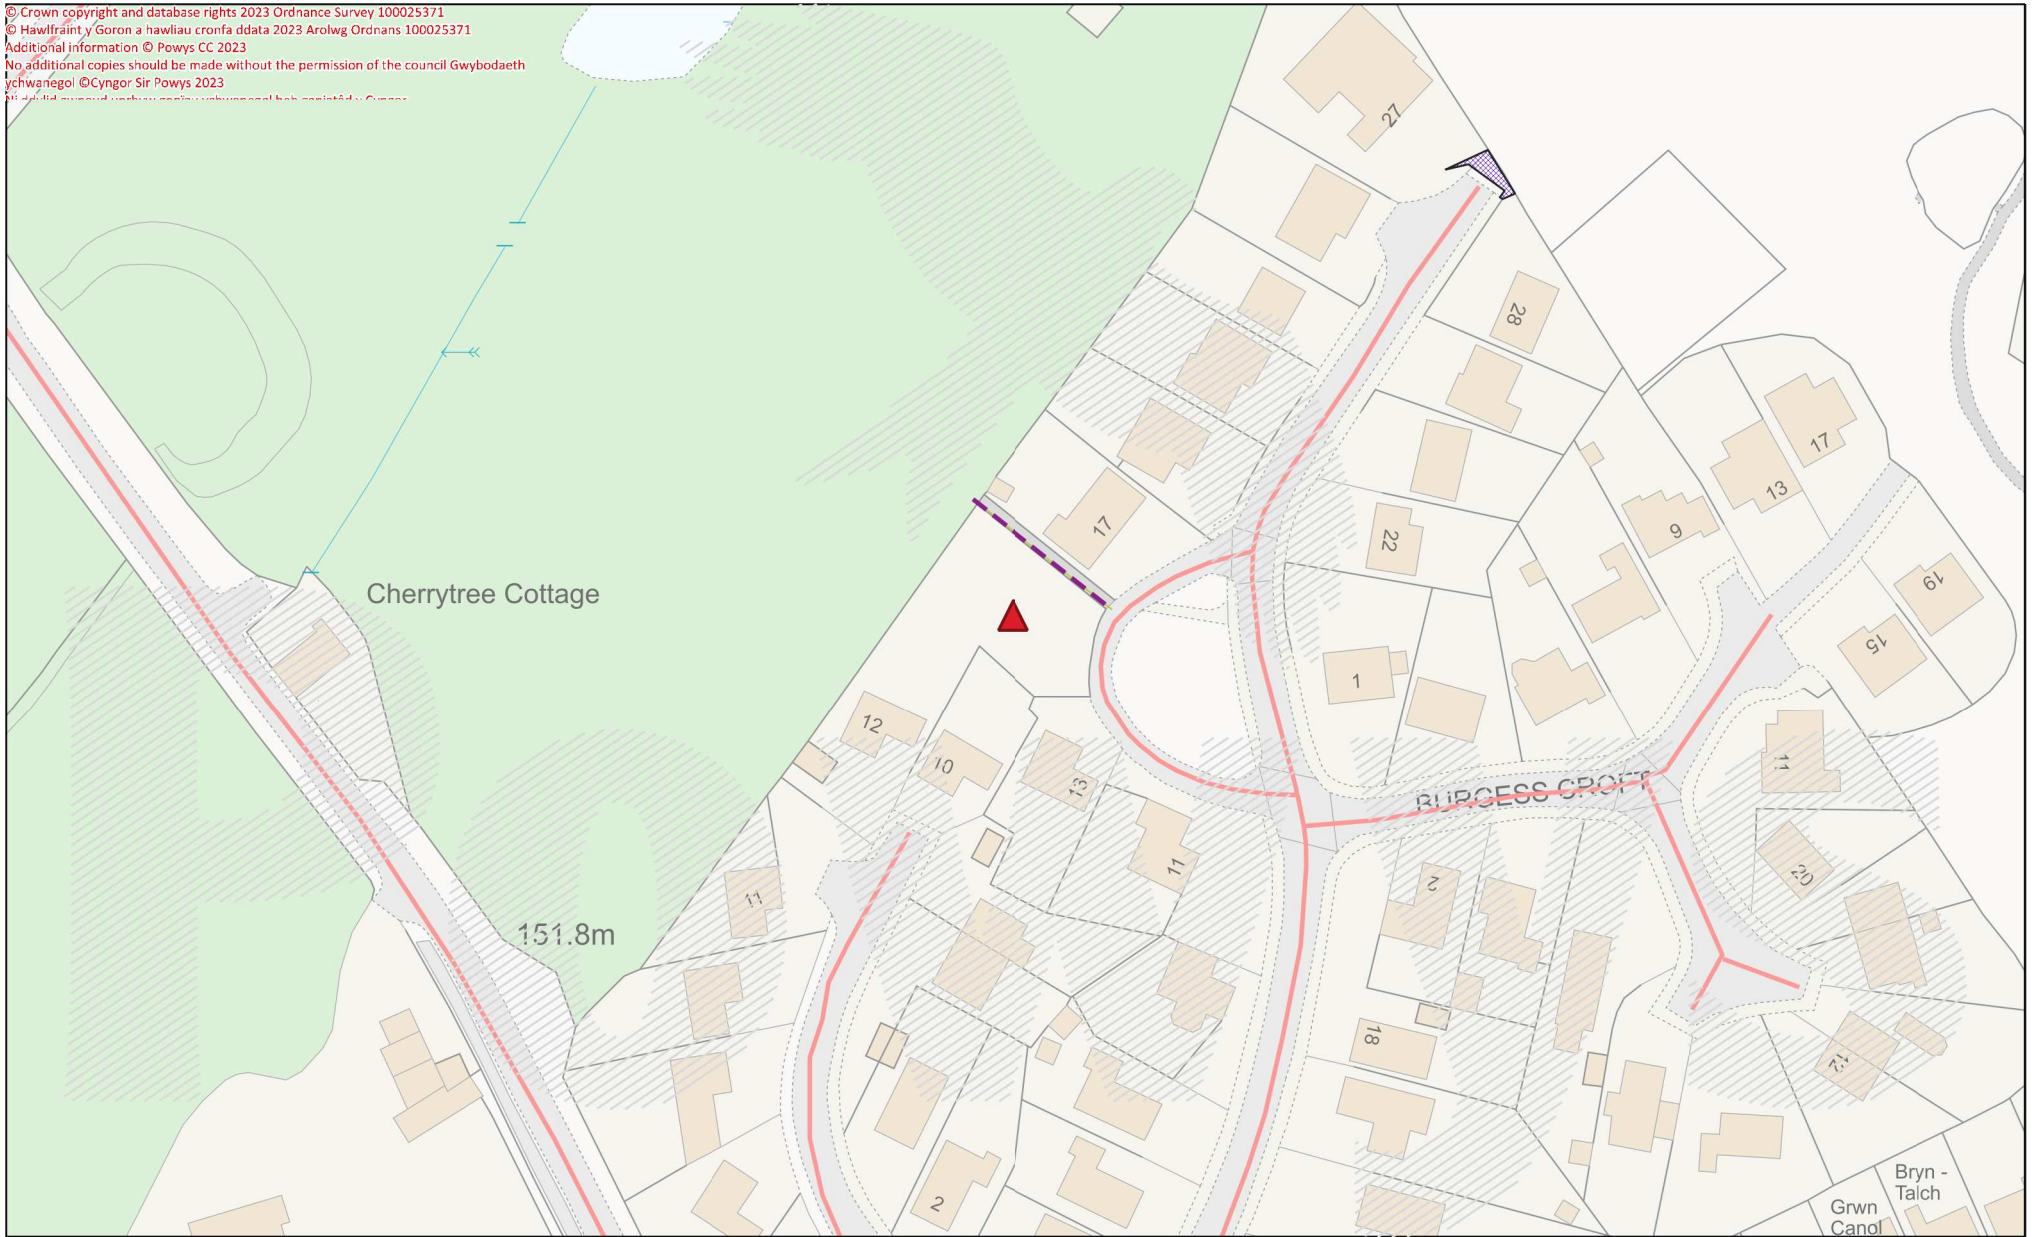 © Crown copyright and database rights 2023 Ordnance Survey 100025371
© Hawlfraint y Goron a hawliau cronfa ddata 2023 Arolwg Ordnans 100025371
Additional information © Powys CC 2023
No additional copies should be made without the permission of the council Gwybodaeth
ychwanegol ©Cyngor Sir Powys 2023
27
28
17
13
9
17
22
19
15
Cherrytree Cottage
1
12
10
13
11
BURGESS CROFT
11
11
2
20
151.8m
18
12
2
Bryn -
Talch
Grwn
Canol